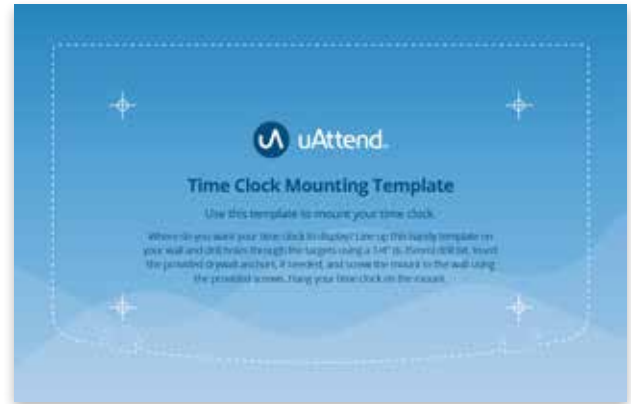 uAttend
Time Clock Mounting Template
Use this template to mount your time clock.
Where do you want your time clock to display? Line up this handy template on
your wall and drill holes through the targets using a 1/4" (6.35mm) drill bit. Insert
the provided drywall anchors, if needed, and screw the mount to the wall using
the provided screws. Hang your time clock on the mount.